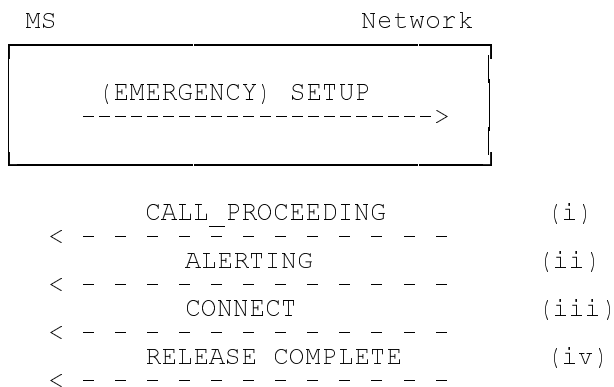 MS Network
(EMERGENCY) SETUP
---------------------->
CALL_PROCEEDING (i)
< - - - - - - - - - - - - -
ALERTING (ii)
< - - - - - - - - - - - - -
CONNECT (iii)
< - - - - - - - - - - - - -
RELEASE COMPLETE (iv)
< - - - - - - - - - - - - -